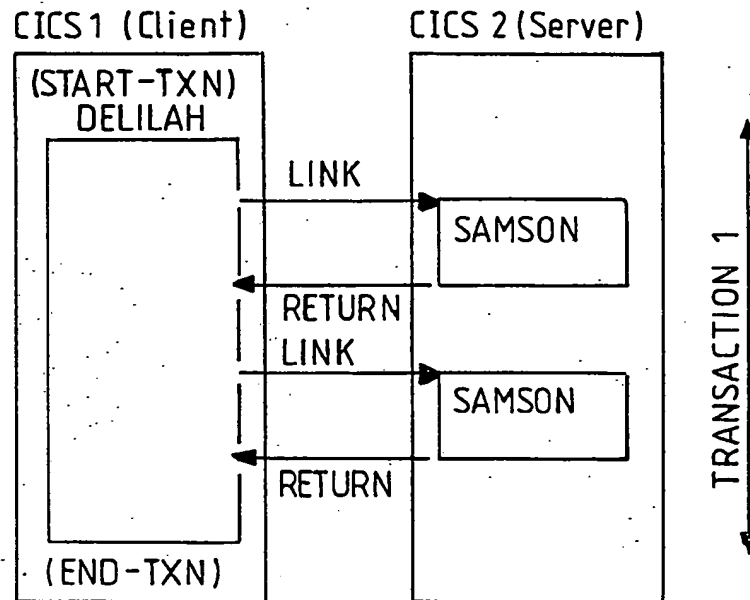 CICS 1 (Client)
CICS 2 (Server)
(START-TXN)
DELILAH
LINK
SAMSON
RETURN
LINK
SAMSON
RETURN
(END-TXN)
TRANSACTION 1